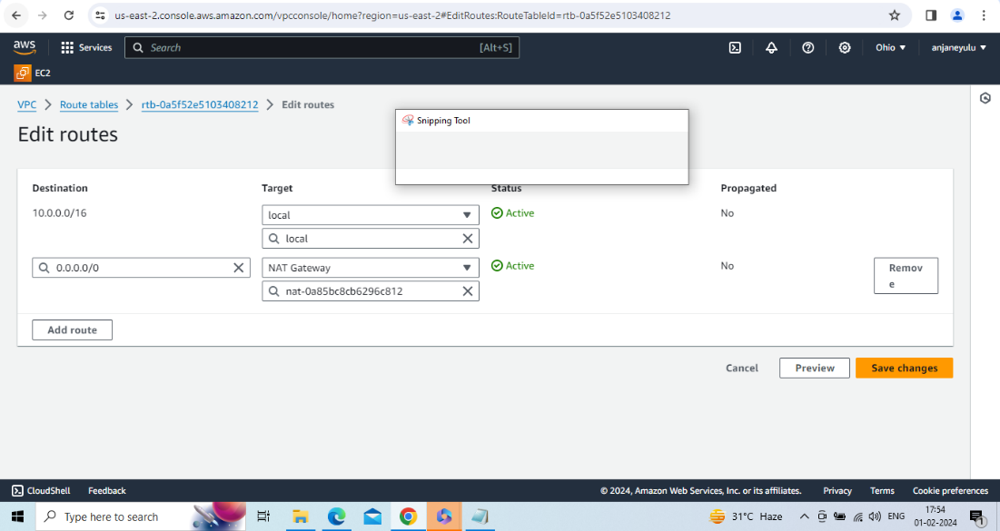 us-east-2.console.aws.amazon.com/vpcconsole/home?region=us-east-2#EditRoutes:RouteTableId=rtb-0a5f52e5103408212
aws
Services
Search
[Alt+S]
Ohio
anjaneyulu
EC2
VPC
Route tables
rtb-0a5f52e5103408212
Edit routes
Snipping Tool
Edit routes
Destination
Target
Status
Propagated
10.0.0.0/16
local
Active
No
local
0.0.0.0/0
NAT Gateway
Active
No
Remov
e
nat-0a85bc8cb6296c812
Add route
Cancel
Preview
Save changes
CloudShell
Feedback
© 2024, Amazon Web Services, Inc. or its affiliates.
Privacy
Terms
Cookie preferences
Type here to search
31°C Haze
ENG
17:54
01-02-2024
1